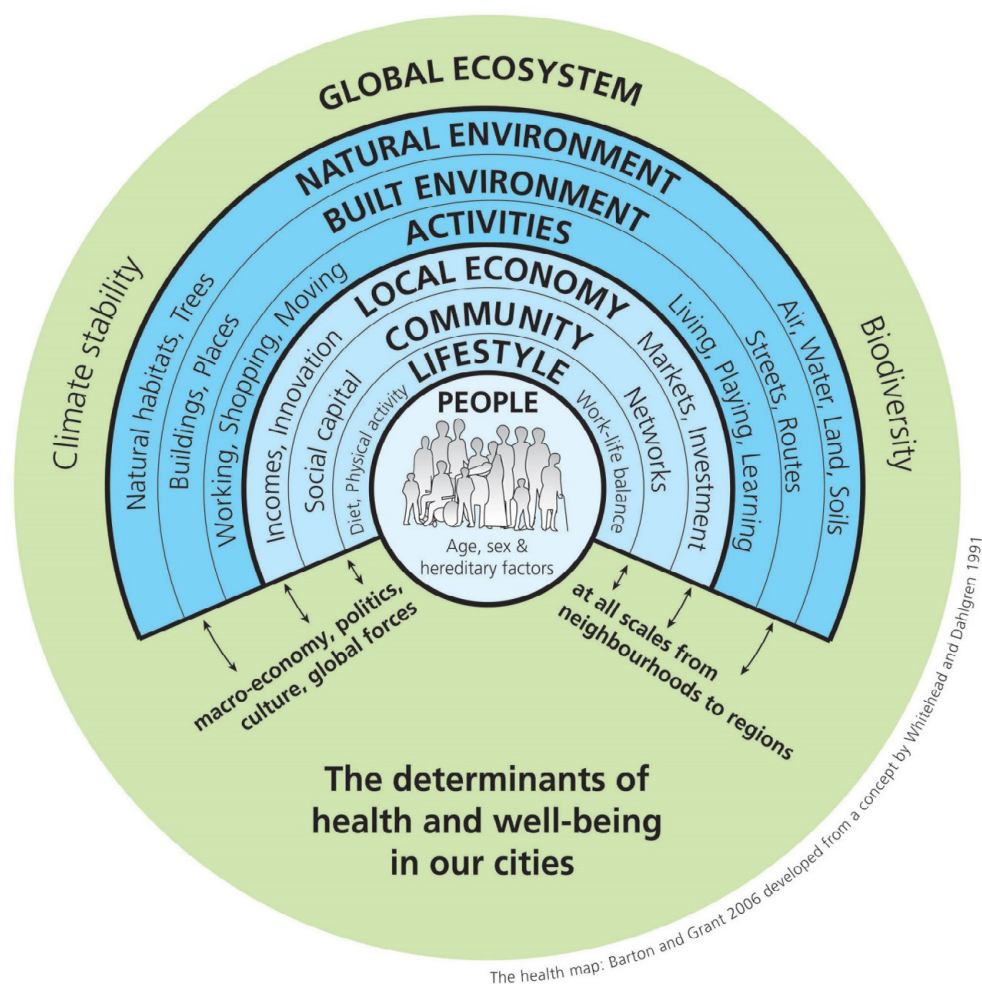 GLOBAL ECOSYSTEM
NATURAL ENVIRONMENT
BUILT ENVIRONMENT
ACTIVITIES
LOCAL ECONOMY
COMMUNITY
LIFESTYLE
PEOPLE
Age, sex &
hereditary factors
Climate stability
Natural habitats, Trees
Buildings, Places
Working, Shopping, Moving
Incomes, Innovation
Social capital
Diet, Physical activity
Work-life balance
Networks
Markets, Investment
Living, Playing, Learning
Streets, Routes
Air, Water, Land, Soils
Biodiversity
macro-economy, politics,
culture, global forces
at all scales from
neighbourhoods to regions
The determinants of
health and well-being
in our cities
The health map: Barton and Grant 2006 developed from a concept by Whitehead and Dahlgren 1991